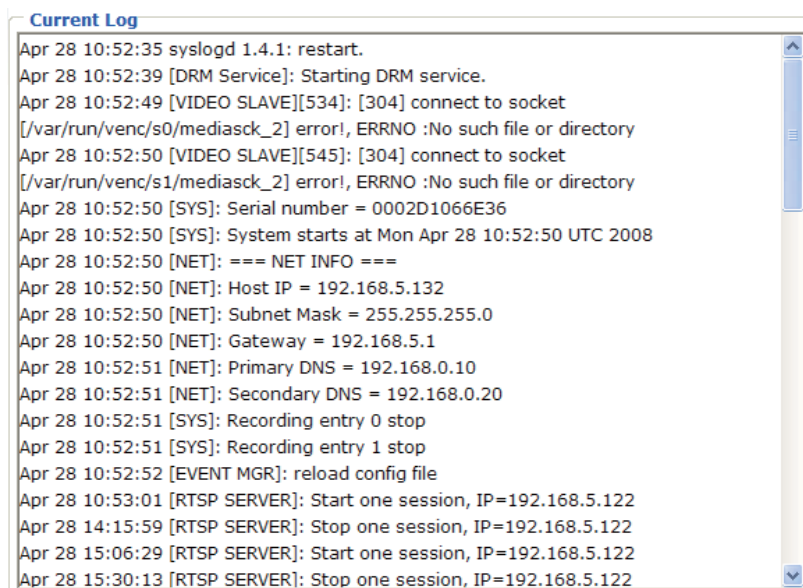 Current Log
Apr 28 10:52:35 syslogd 1.4.1: restart.
Apr 28 10:52:39 [DRM Service]: Starting DRM service.
Apr 28 10:52:49 [VIDEO SLAVE][534]: [304] connect to socket
[/var/run/venc/s0/mediasck_2] error!, ERRNO :No such file or directory
Apr 28 10:52:50 [VIDEO SLAVE][545]: [304] connect to socket
[/var/run/venc/s1/mediasck_2] error!, ERRNO :No such file or directory
Apr 28 10:52:50 [SYS]: Serial number = 0002D1066E36
Apr 28 10:52:50 [SYS]: System starts at Mon Apr 28 10:52:50 UTC 2008
Apr 28 10:52:50 [NET]: === NET INFO ===
Apr 28 10:52:50 [NET]: Host IP = 192.168.5.132
Apr 28 10:52:50 [NET]: Subnet Mask = 255.255.255.0
Apr 28 10:52:50 [NET]: Gateway = 192.168.5.1
Apr 28 10:52:51 [NET]: Primary DNS = 192.168.0.10
Apr 28 10:52:51 [NET]: Secondary DNS = 192.168.0.20
Apr 28 10:52:51 [SYS]: Recording entry 0 stop
Apr 28 10:52:51 [SYS]: Recording entry 1 stop
Apr 28 10:52:52 [EVENT MGR]: reload config file
Apr 28 10:53:01 [RTSP SERVER]: Start one session, IP=192.168.5.122
Apr 28 14:15:59 [RTSP SERVER]: Stop one session, IP=192.168.5.122
Apr 28 15:06:29 [RTSP SERVER]: Start one session, IP=192.168.5.122
Apr 28 15:30:13 [RTSP SERVER]: Stop one session, IP=192.168.5.122